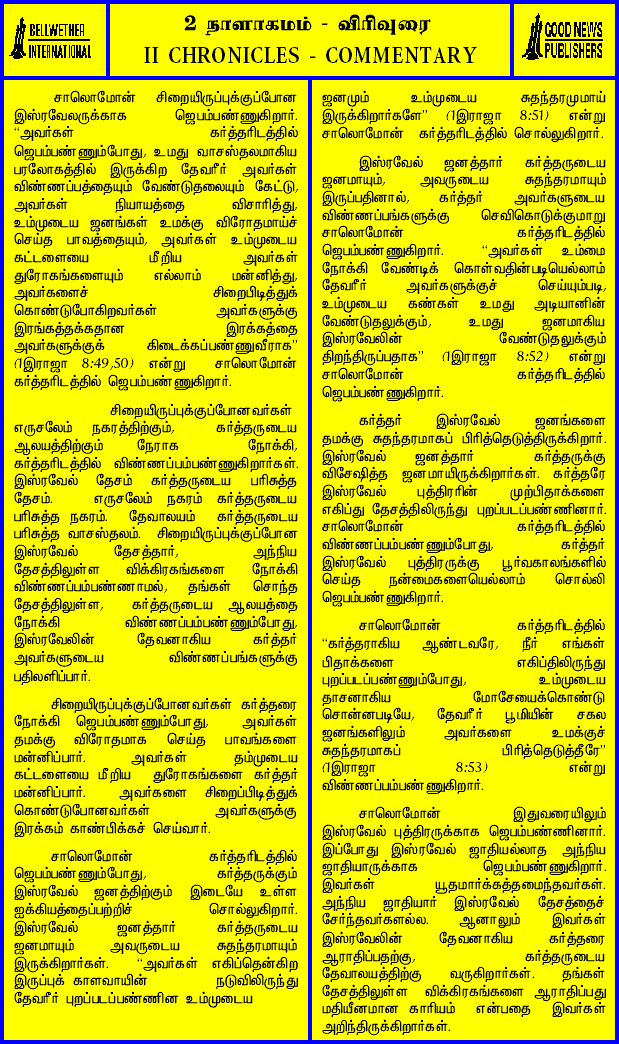 BELLWETHER
INTERNATIONAL
2 நாளாகமம் - விரிவுரை
II CHRONICLES - COMMENTARY
GOOD NEWS
PUBLISHERS
சாலொமோன் சிறையிருப்புக்குப்போன
இஸ்ரவேலருக்காக ஜெபம்பண்ணுகிறார்.
“அவர்கள் கர்த்தரிடத்தில்
ஜெபம்பண்ணும்போது, உமது வாசஸ்தலமாகிய
பரலோகத்தில் இருக்கிற தேவரீர் அவர்கள்
விண்ணப்பத்தையும் வேண்டுதலையும் கேட்டு,
அவர்கள் நியாயத்தை விசாரித்து,
உம்முடைய ஜனங்கள் உமக்கு விரோதமாய்ச்
செய்த பாவத்தையும், அவர்கள் உம்முடைய
கட்டளையை மீறிய அவர்கள்
துரோகங்களையும் எல்லாம் மன்னித்து,
அவர்களைச் சிறைபிடித்துக்
கொண்டுபோகிறவர்கள் அவர்களுக்கு
இரங்கத்தக்கதான இரக்கத்தை
அவர்களுக்குக் கிடைக்கப்பண்ணுவீராக”
(1இராஜா 8:49,50) என்று சாலொமோன்
கர்த்தரிடத்தில் ஜெபம்பண்ணுகிறார்.
சிறையிருப்புக்குப்போனவர்கள்
எருசலேம் நகரத்திற்கும், கர்த்தருடைய
ஆலயத்திற்கும் நேராக நோக்கி,
கர்த்தரிடத்தில் விண்ணப்பம்பண்ணுகிறார்கள்.
இஸ்ரவேல் தேசம் கர்த்தருடைய பரிசுத்த
தேசம். எருசலேம் நகரம் கர்த்தருடைய
பரிசுத்த நகரம். தேவாலயம் கர்த்தருடைய
பரிசுத்த வாசஸ்தலம். சிறையிருப்புக்குப்போன
இஸ்ரவேல் தேசத்தார், அந்நிய
தேசத்திலுள்ள விக்கிரகங்களை நோக்கி
விண்ணப்பம்பண்ணாமல், தங்கள் சொந்த
தேசத்திலுள்ள, கர்த்தருடைய ஆலயத்தை
நோக்கி விண்ணப்பம்பண்ணும்போது,
இஸ்ரவேலின் தேவனாகிய கர்த்தர்
அவர்களுடைய விண்ணப்பங்களுக்கு
பதிலளிப்பார்.
சிறையிருப்புக்குப்போனவர்கள் கர்த்தரை
நோக்கி ஜெபம்பண்ணும்போது, அவர்கள்
தமக்கு விரோதமாக செய்த பாவங்களை
மன்னிப்பார். அவர்கள் தம்முடைய
கட்டளையை மீறிய துரோகங்களை கர்த்தர்
மன்னிப்பார். அவர்களை சிறைப்பிடித்துக்
கொண்டுபோனவர்கள் அவர்களுக்கு
இரக்கம் காண்பிக்கச் செய்வார்.
சாலொமோன் கர்த்தரிடத்தில்
ஜெபம்பண்ணும்போது, கர்த்தருக்கும்
இஸ்ரவேல் ஜனத்திற்கும் இடையே உள்ள
ஐக்கியத்தைப்பற்றிச் சொல்லுகிறார்.
இஸ்ரவேல் ஜனத்தார் கர்த்தருடைய
ஜனமாயும் அவருடைய சுதந்தரமாயும்
இருக்கிறார்கள். “அவர்கள் எகிப்தென்கிற
இருப்புக் காளவாயின் நடுவிலிருந்து
தேவரீர் புறப்படப்பண்ணின உம்முடைய
ஜனமும் உம்முடைய சுதந்தரமுமாய்
இருக்கிறார்களே” (1இராஜா 8:51) என்று
சாலொமோன் கர்த்தரிடத்தில் சொல்லுகிறார்.
இஸ்ரவேல் ஜனத்தார் கர்த்தருடைய
ஜனமாயும், அவருடைய சுதந்தரமாயும்
இருப்பதினால், கர்த்தர் அவர்களுடைய
விண்ணப்பங்களுக்கு செவிகொடுக்குமாறு
சாலொமோன் கர்த்தரிடத்தில்
ஜெபம்பண்ணுகிறார். “அவர்கள் உம்மை
நோக்கி வேண்டிக் கொள்வதின்படியெல்லாம்
தேவரீர் அவர்களுக்குச் செய்யும்படி,
உம்முடைய கண்கள் உமது அடியானின்
வேண்டுதலுக்கும், உமது ஜனமாகிய
இஸ்ரவேலின் வேண்டுதலுக்கும்
திறந்திருப்பதாக” (1இராஜா 8:52) என்று
சாலொமோன் கர்த்தரிடத்தில்
ஜெபம்பண்ணுகிறார்.
கர்த்தர் இஸ்ரவேல் ஜனங்களை
தமக்கு சுதந்தரமாகப் பிரித்தெடுத்திருக்கிறார்.
இஸ்ரவேல் ஜனத்தார் கர்த்தருக்கு
விசேஷித்த ஜனமாயிருக்கிறார்கள். கர்த்தரே
இஸ்ரவேல் புத்திரரின் முற்பிதாக்களை
எகிப்து தேசத்திலிருந்து புறப்படப்பண்ணினார்.
சாலொமோன் கர்த்தரிடத்தில்
விண்ணப்பம்பண்ணும்போது, கர்த்தர்
இஸ்ரவேல் புத்திரருக்கு பூர்வகாலங்களில்
செய்த நன்மைகளையெல்லாம் சொல்லி
ஜெபம்பண்ணுகிறார்.
சாலொமோன் கர்த்தரிடத்தில்
“கர்த்தராகிய ஆண்டவரே, நீர் எங்கள்
பிதாக்களை எகிப்திலிருந்து
புறப்படப்பண்ணும்போது, உம்முடைய
தாசனாகிய மோசேயைக்கொண்டு
சொன்னபடியே, தேவரீர் பூமியின் சகல
ஜனங்களிலும் அவர்களை உமக்குச்
சுதந்தரமாகப் பிரித்தெடுத்தீரே”
(1இராஜா 8:53) என்று
விண்ணப்பம்பண்ணுகிறார்.
சாலொமோன் இதுவரையிலும்
இஸ்ரவேல் புத்திரருக்காக ஜெபம்பண்ணினார்.
இப்போது இஸ்ரவேல் ஜாதியல்லாத அந்நிய
ஜாதியாருக்காக ஜெபம்பண்ணுகிறார்.
இவர்கள் யூதமார்க்கத்தமைந்தவர்கள்.
அந்நிய ஜாதியார் இஸ்ரவேல் தேசத்தைச்
சேர்ந்தவர்களல்ல. ஆனாலும் இவர்கள்
இஸ்ரவேலின் தேவனாகிய கர்த்தரை
ஆராதிப்பதற்கு, கர்த்தருடைய
தேவாலயத்திற்கு வருகிறார்கள். தங்கள்
தேசத்திலுள்ள விக்கிரகங்களை ஆராதிப்பது
மதியீனமான காரியம் என்பதை இவர்கள்
அறிந்திருக்கிறார்கள்.